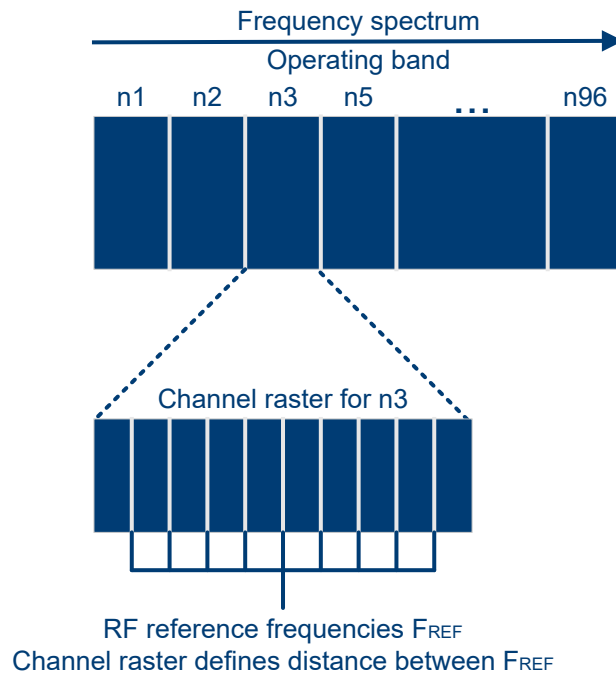 Frequency spectrum
Operating band
n1 n2 n3 n5 ... n96
Channel raster for n3
RF reference frequencies FREF
Channel raster defines distance between FREF